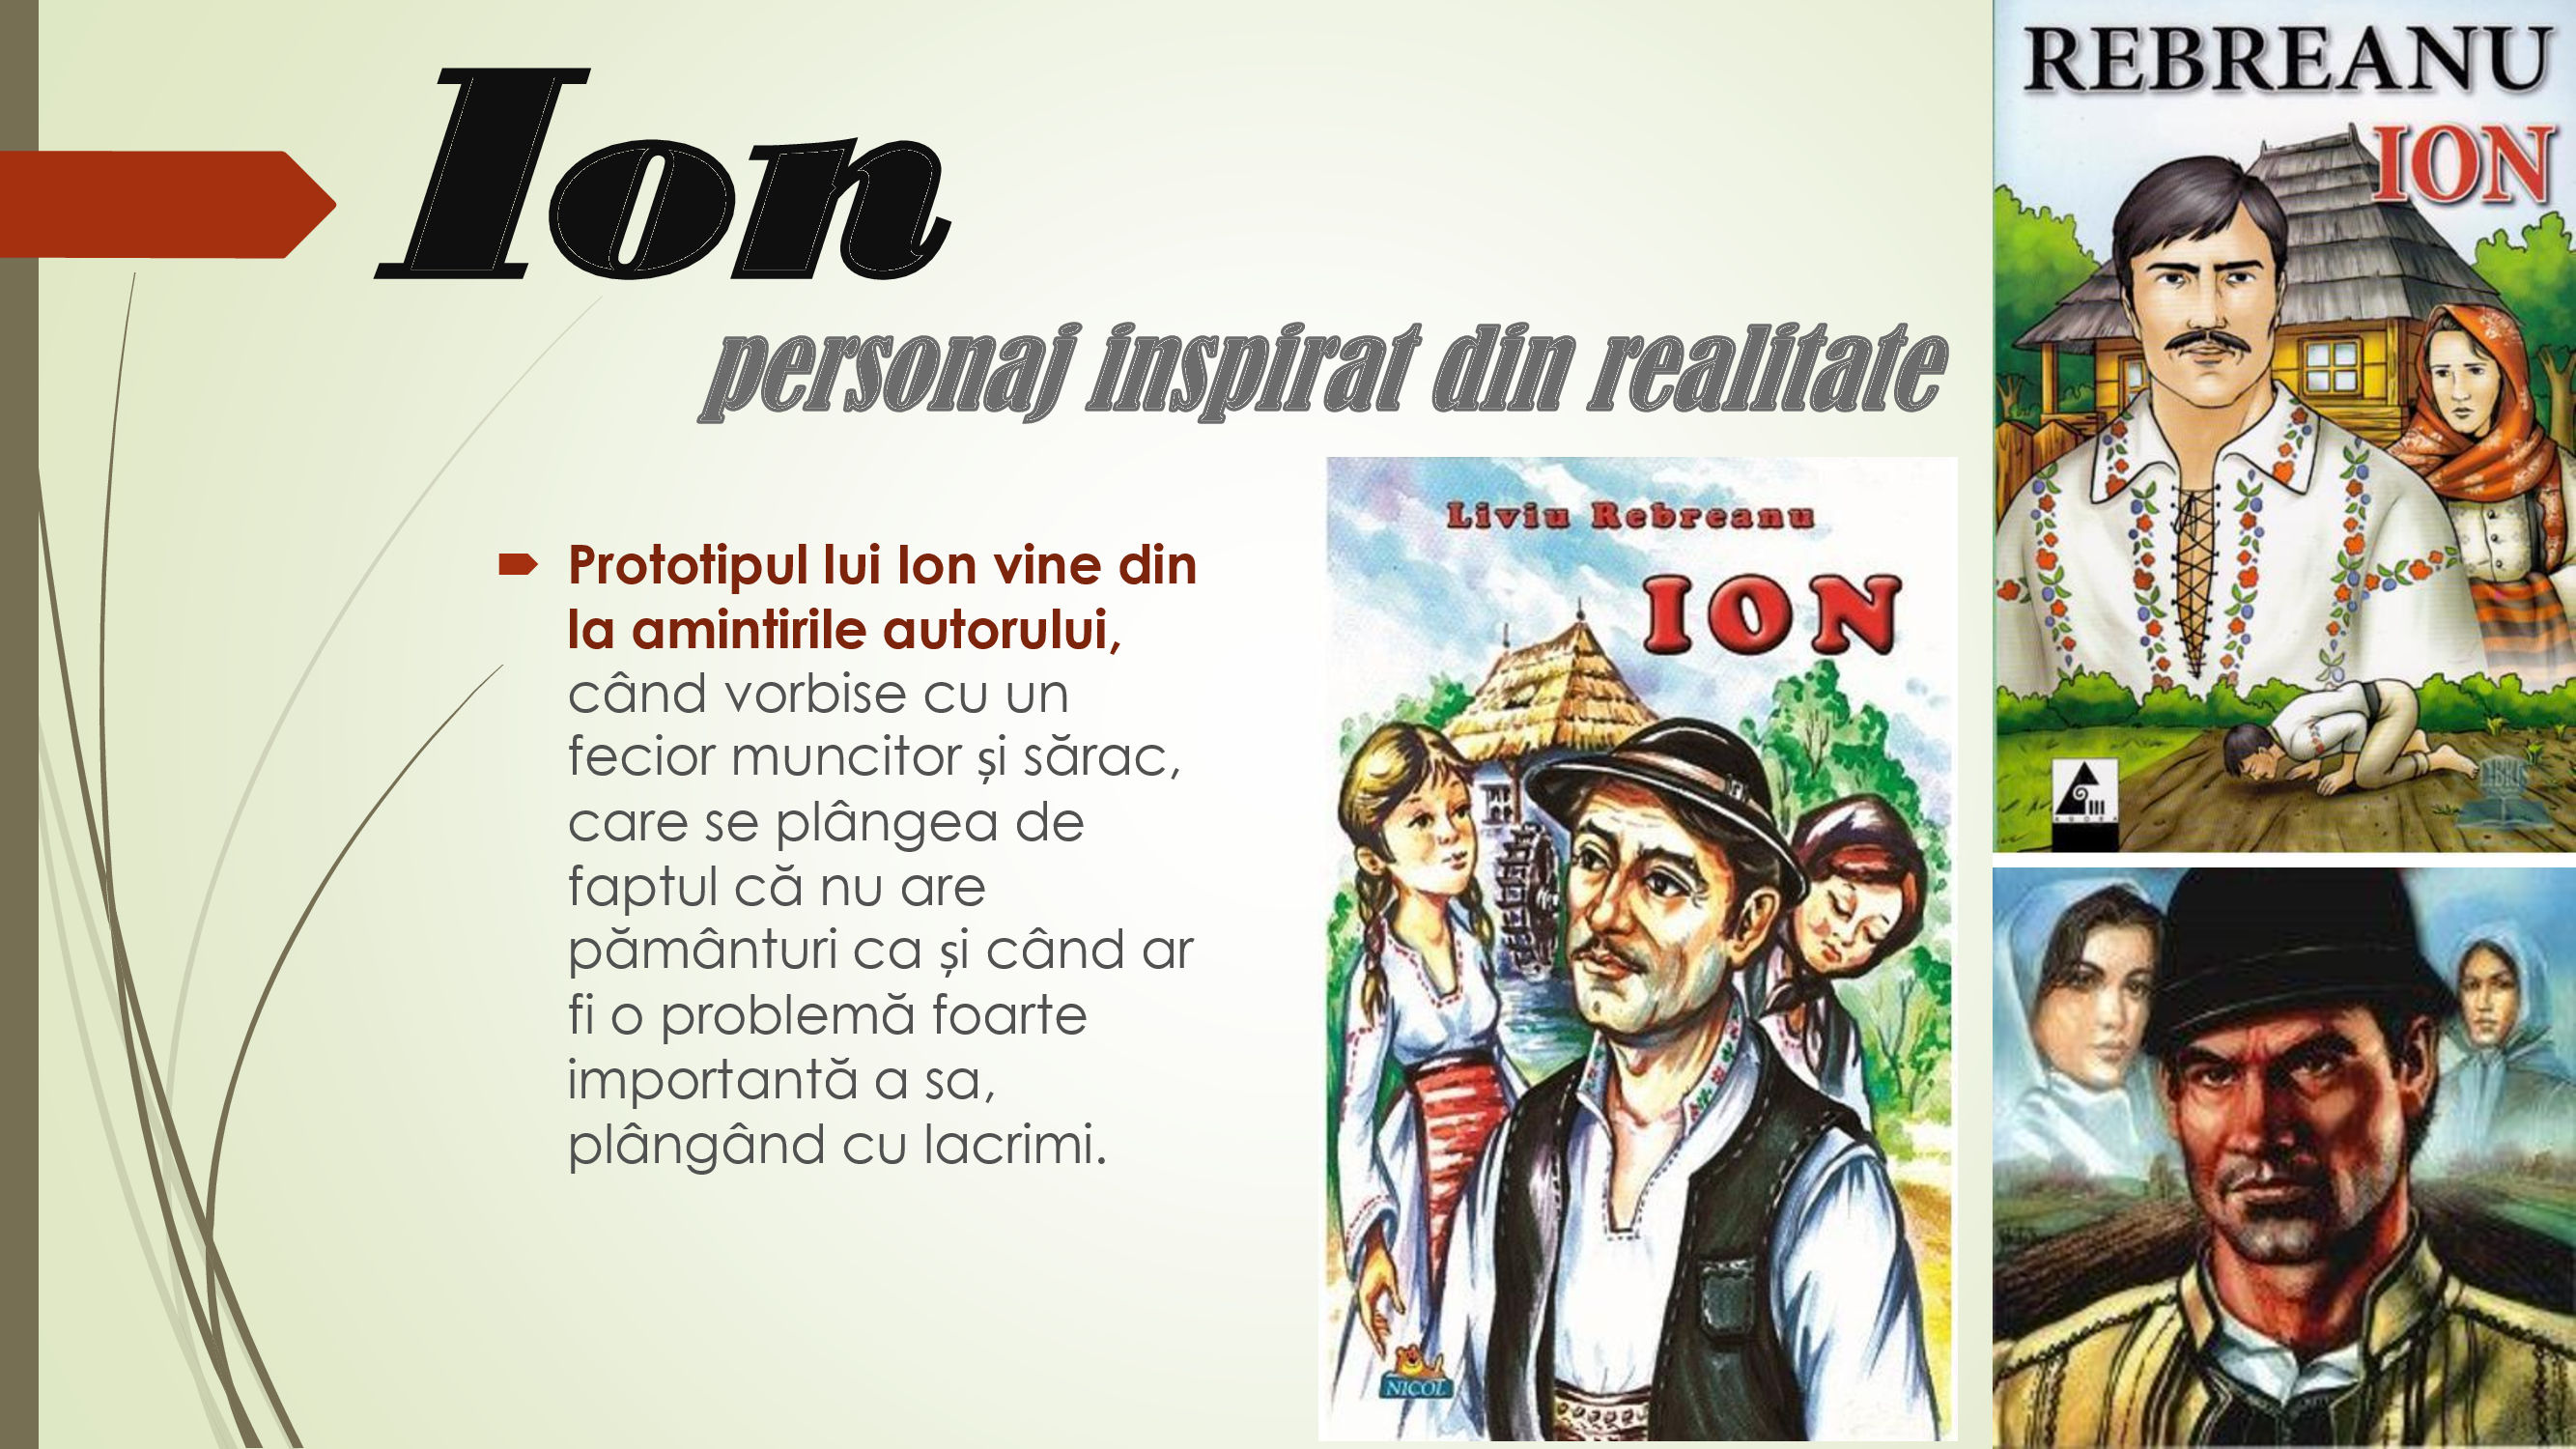 Ion
personaj inspirat din realitate
Prototipul lui Ion vine din
la amintirile autorului,
când vorbise cu un
fecior muncitor și sărac,
care se plângea de
faptul că nu are
pământuri ca și când ar
fi o problemă foarte
importantă a sa,
plângând cu lacrimi.
Liviu Rebreanu
ION
NICOL
REBREANU
ION